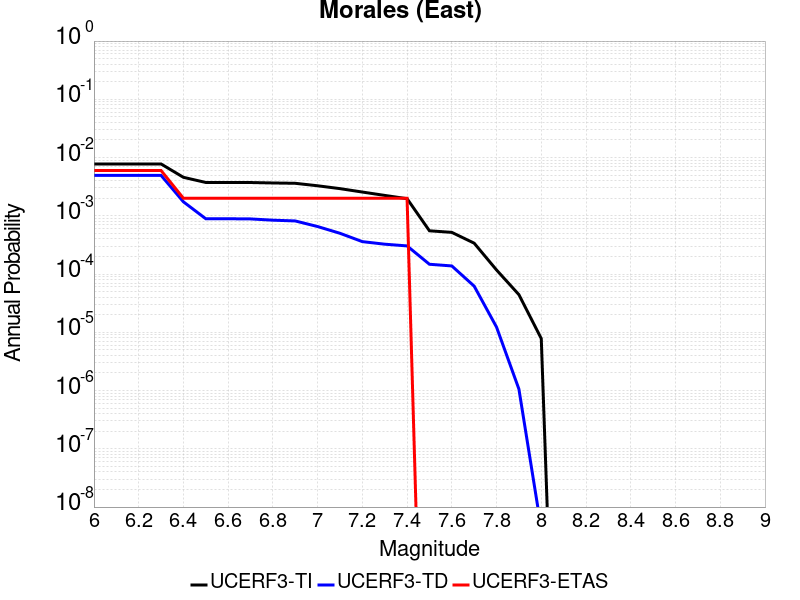 Morales (East)
10 0
10 -1
10 -2
10 -3
10 -4
10 -5
10 -6
10 -7
10 -8
Annual Probability
6 6.2 6.4 6.6 6.8 7 7.2 7.4 7.6 7.8 8 8.2 8.4 8.6 8.8 9
Magnitude
UCERF3-TI UCERF3-TD UCERF3-ETAS